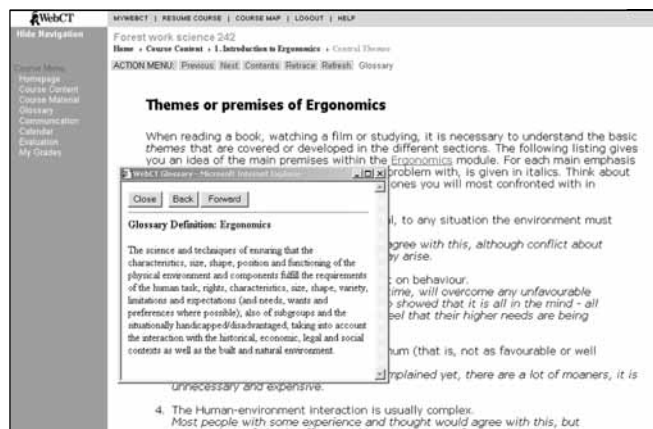 WebCT
MYWEBCT | RESUME COURSE | COURSE MAP | LOGOUT | HELP
Hide Navigation
Forest work science 242
Home › Course Content › 1. Introduction to Ergonomics › Central Themes
ACTION MENU: Previous Next Contents Retrace Refresh Glossary
Course Menu
Homepage
Course Content
Course Material
Glossary
Communication
Calendar
Evaluation
My Grades
Themes or premises of Ergonomics
When reading a book, watching a film or studying, it is necessary to understand the basic
themes that are covered or developed in the different sections. The following listing gives
you an idea of the main premises within the Ergonomics module. For each main emphasis
problem with, is given in italics. Think about
ones you will most confronted with in
l, to any situation the environment must
gree with this, although conflict about
y arise.
on behaviour.
ime, will overcome any unfavourable
showed that it is all in the mind - all
eel that their higher needs are being
um (that is, not as favourable or well
mplained yet, there are a lot of moaners, it is
unnecessary and expensive.
4. The Human-environment interaction is usually complex.
Most people with some experience and thought would agree with this, but
WebCT Glossary - Microsoft Internet Explorer
Close Back Forward
Glossary Definition: Ergonomics
The science and techniques of ensuring that the
characteristics, size, shape, position and functioning of the
physical environment and components fulfill the requirements
of the human task, rights, characteristics, size, shape, variety,
limitations and expectations (and needs, wants and
preferences where possible), also of subgroups and the
situationally handicapped/disadvantaged, taking into account
the interaction with the historical, economic, legal and social
contexts as well as the built and natural environment.